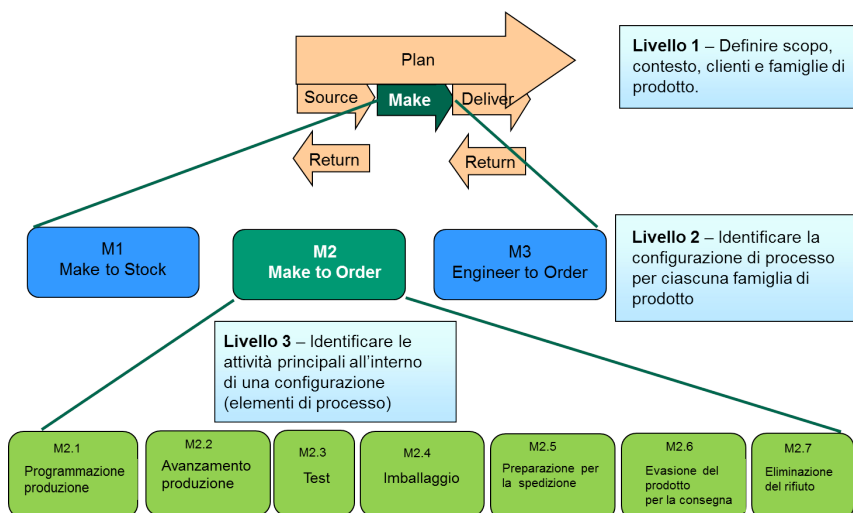 Plan
Source
Make
Deliver
Return
Return
Livello 1 – Definire scopo,
contesto, clienti e famiglie di
prodotto.
M1
Make to Stock
M2
Make to Order
M3
Engineer to Order
Livello 2 – Identificare la
configurazione di processo
per ciascuna famiglia di
prodotto
Livello 3 – Identificare le
attività principali all'interno
di una configurazione
(elementi di processo)
M2.1
Programmazione
produzione
M2.2
Avanzamento
produzione
M2.3
Test
M2.4
Imballaggio
M2.5
Preparazione per
la spedizione
M2.6
Evasione del
prodotto
per la consegna
M2.7
Eliminazione
del rifiuto